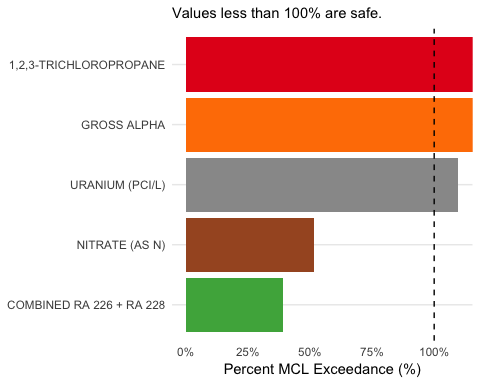 Values less than 100% are safe.
1,2,3-TRICHLOROPROPANE
GROSS ALPHA
URANIUM (PCI/L)
NITRATE (AS N)
COMBINED RA 226 + RA 228
0% 25% 50% 75% 100%
Percent MCL Exceedance (%)